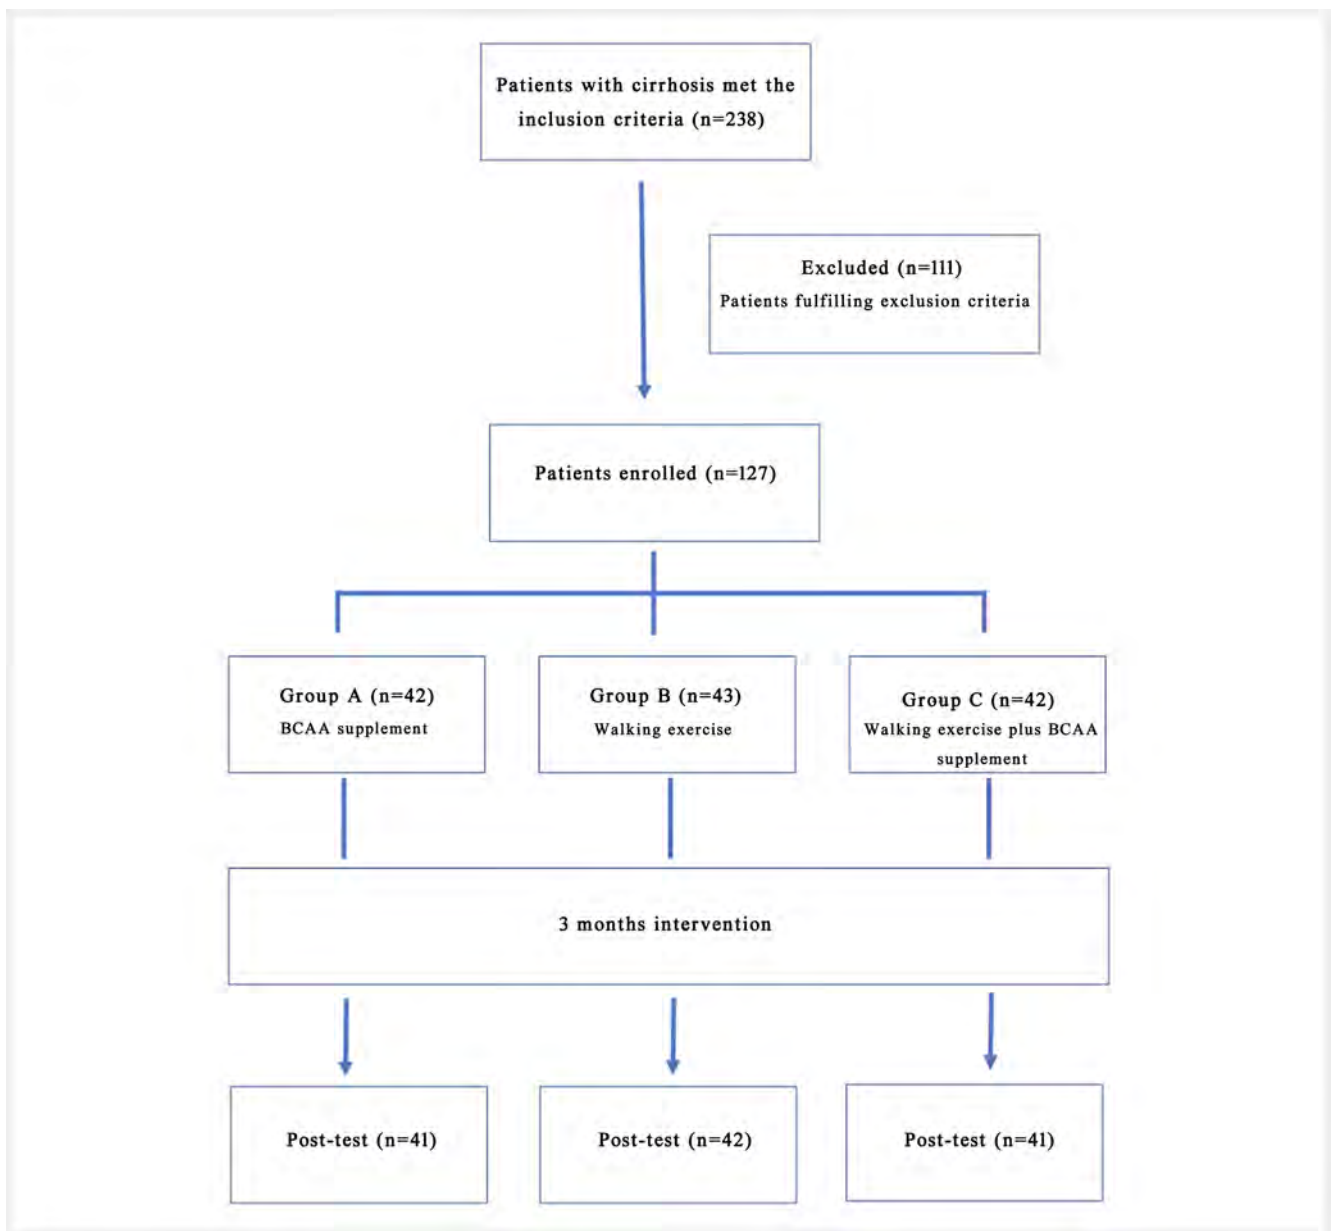 Patients with cirrhosis met the
inclusion criteria (n=238)
Excluded (n=111)
Patients fulfilling exclusion criteria
Patients enrolled (n=127)
Group A (n=42)
BCAA supplement
Group B (n=43)
Walking exercise
Group C (n=42)
Walking exercise plus BCAA
supplement
3 months intervention
Post-test (n=41)
Post-test (n=42)
Post-test (n=41)